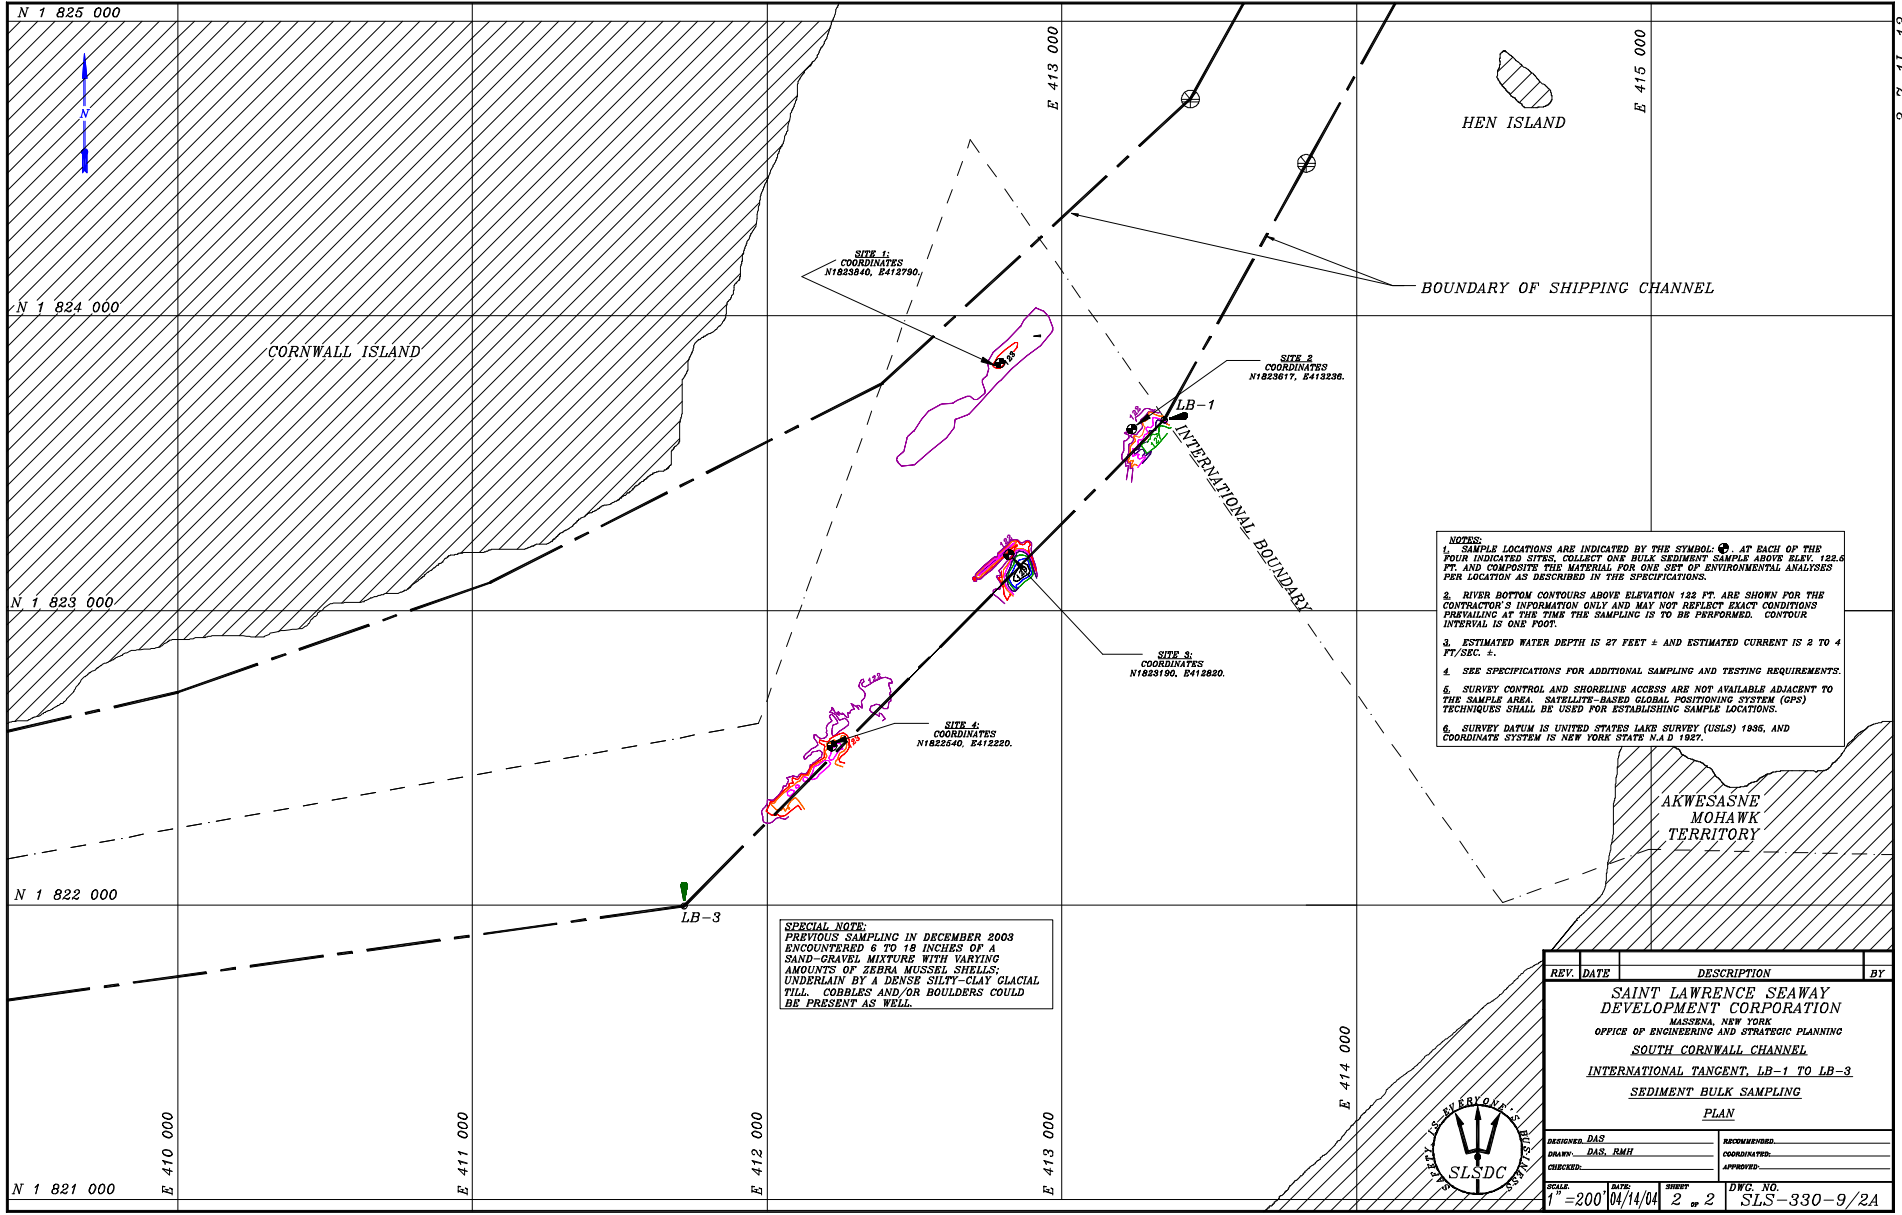 N 1 825 000
E 413 000
E 415 000
N
HEN ISLAND
SITE 1:
COORDINATES
N1823840, E412790.
BOUNDARY OF SHIPPING CHANNEL
N 1 824 000
CORNWALL ISLAND
123
SITE 2
COORDINATES
N1823617, E413236.
LB-1
122
INTERNATIONAL BOUNDARY
NOTES:
1. SAMPLE LOCATIONS ARE INDICATED BY THE SYMBOL: . AT EACH OF THE
FOUR INDICATED SITES, COLLECT ONE BULK SEDIMENT SAMPLE ABOVE ELEV. 122.6
FT. AND COMPOSITE THE MATERIAL FOR ONE SET OF ENVIRONMENTAL ANALYSES
PER LOCATION AS DESCRIBED IN THE SPECIFICATIONS.
2. RIVER BOTTOM CONTOURS ABOVE ELEVATION 122 FT. ARE SHOWN FOR THE
CONTRACTOR'S INFORMATION ONLY AND MAY NOT REFLECT EXACT CONDITIONS
PREVAILING AT THE TIME THE SAMPLING IS TO BE PERFORMED. CONTOUR
INTERVAL IS ONE FOOT.
3. ESTIMATED WATER DEPTH IS 27 FEET ± AND ESTIMATED CURRENT IS 2 TO 4
FT/SEC. ±.
4 SEE SPECIFICATIONS FOR ADDITIONAL SAMPLING AND TESTING REQUIREMENTS.
5. SURVEY CONTROL AND SHORELINE ACCESS ARE NOT AVAILABLE ADJACENT TO
THE SAMPLE AREA. SATELLITE-BASED GLOBAL POSITIONING SYSTEM (GPS)
TECHNIQUES SHALL BE USED FOR ESTABLISHING SAMPLE LOCATIONS.
6. SURVEY DATUM IS UNITED STATES LAKE SURVEY (USLS) 1935, AND
COORDINATE SYSTEM IS NEW YORK STATE N.A D 1927.
N 1 823 000
SITE 3:
COORDINATES
N1823190, E412820.
122
SITE 4:
COORDINATES
N1822540, E412220.
123
AKWESASNE
MOHAWK
TERRITORY
N 1 822 000
LB-3
SPECIAL NOTE:
PREVIOUS SAMPLING IN DECEMBER 2003
ENCOUNTERED 6 TO 18 INCHES OF A
SAND-GRAVEL MIXTURE WITH VARYING
AMOUNTS OF ZEBRA MUSSEL SHELLS;
UNDERLAIN BY A DENSE SILTY-CLAY GLACIAL
TILL. COBBLES AND/OR BOULDERS COULD
BE PRESENT AS WELL.
REV. DATE DESCRIPTION BY
SAINT LAWRENCE SEAWAY
DEVELOPMENT CORPORATION
MASSENA, NEW YORK
OFFICE OF ENGINEERING AND STRATEGIC PLANNING
SOUTH CORNWALL CHANNEL
INTERNATIONAL TANGENT, LB-1 TO LB-3
SEDIMENT BULK SAMPLING
PLAN
DESIGNED. DAS RECOMMENDED.
DRAWN. DAS, RMH COORDINATED:
CHECKED: APPROVED:
SCALE. 1"=200' DATE: 04/14/04 SHEET 2 OF 2 DWG. NO. SLS-330-9/2A
SAFETY IS EVERYONE'S BUSINESS
SLSDC
E 410 000
E 411 000
E 412 000
E 413 000
E 414 000
N 1 821 000